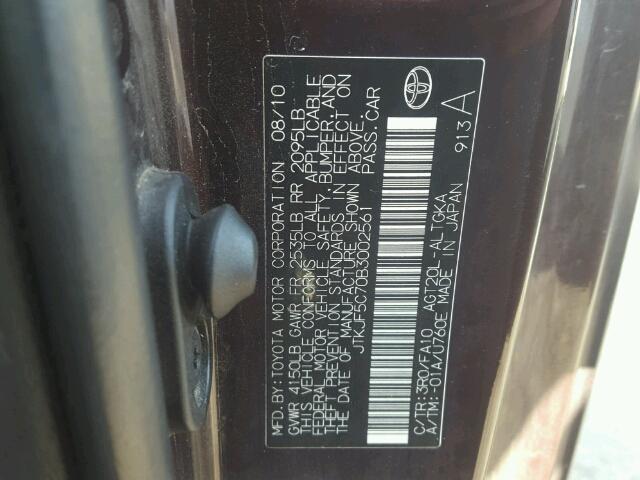 MFD.BY:TOYOTA MOTOR CORPORATION 08/10
GVWR 4150LB GAWR FR 2535LB RR 2095LB
THIS VEHICLE CONFORMS TO ALL APPLICABLE
FEDERAL MOTOR VEHICLE SAFETY, BUMPER, AND
THEFT PREVENTION STANDARDS IN EFFECT ON
THE DATE OF MANUFACTURE SHOWN ABOVE.
JTKJF5C70B3002561 PASS.CAR
C/TR:3R0/FA10 AGT20L-ALTGKA
A/TM:-01A/U760E MADE IN JAPAN
913 A